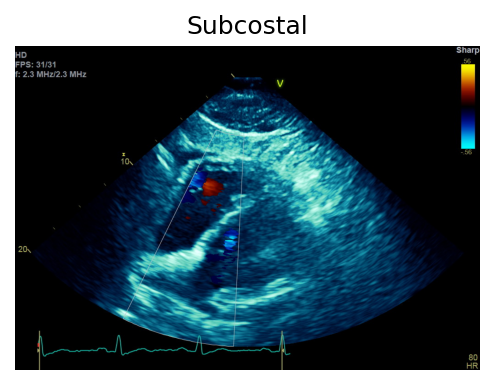 Subcostal
HD
FPS: 31/31
f: 2.3 MHz/2.3 MHz
Sharp
.56
V
10
20
-.56
80
HR